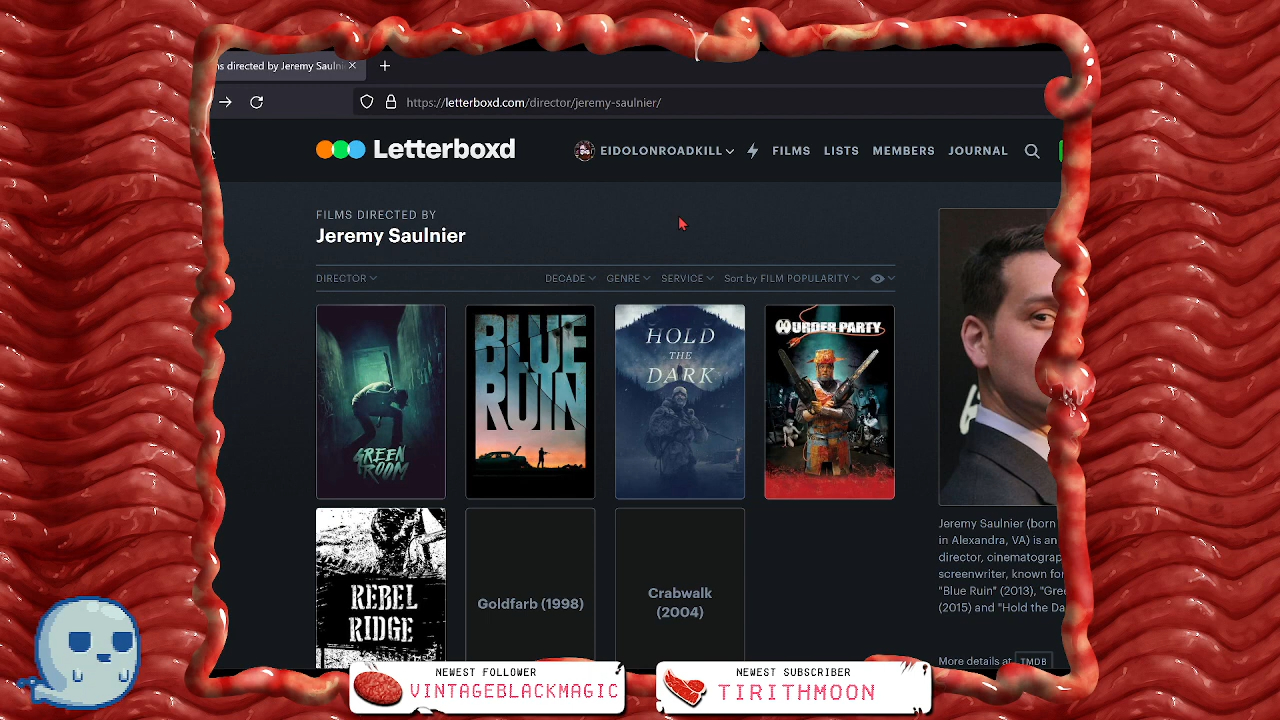 ns directed by Jeremy Saulni
https://letterboxd.com/director/jeremy-saulnier/
Letterboxd
EIDOLONROADKILL
FILMS
LISTS
MEMBERS
JOURNAL
FILMS DIRECTED BY
Jeremy Saulnier
DIRECTOR
DECADE
GENRE
SERVICE
Sort by FILM POPULARITY
GREEN
ROOM
BLUE
RUIN
HOLD
THE
DARK
MURDER PARTY
REBEL
RIDGE
Goldfarb (1998)
Crabwalk
(2004)
Jeremy Saulnier (born
in Alexandra, VA) is an
director, cinematograp
screenwriter, known fo
"Blue Ruin" (2013), "Gre
(2015) and "Hold the Da
More details at TMDB
NEWEST FOLLOWER
VINTAGEBLACKMAGIC
NEWEST SUBSCRIBER
TIRITHMOON